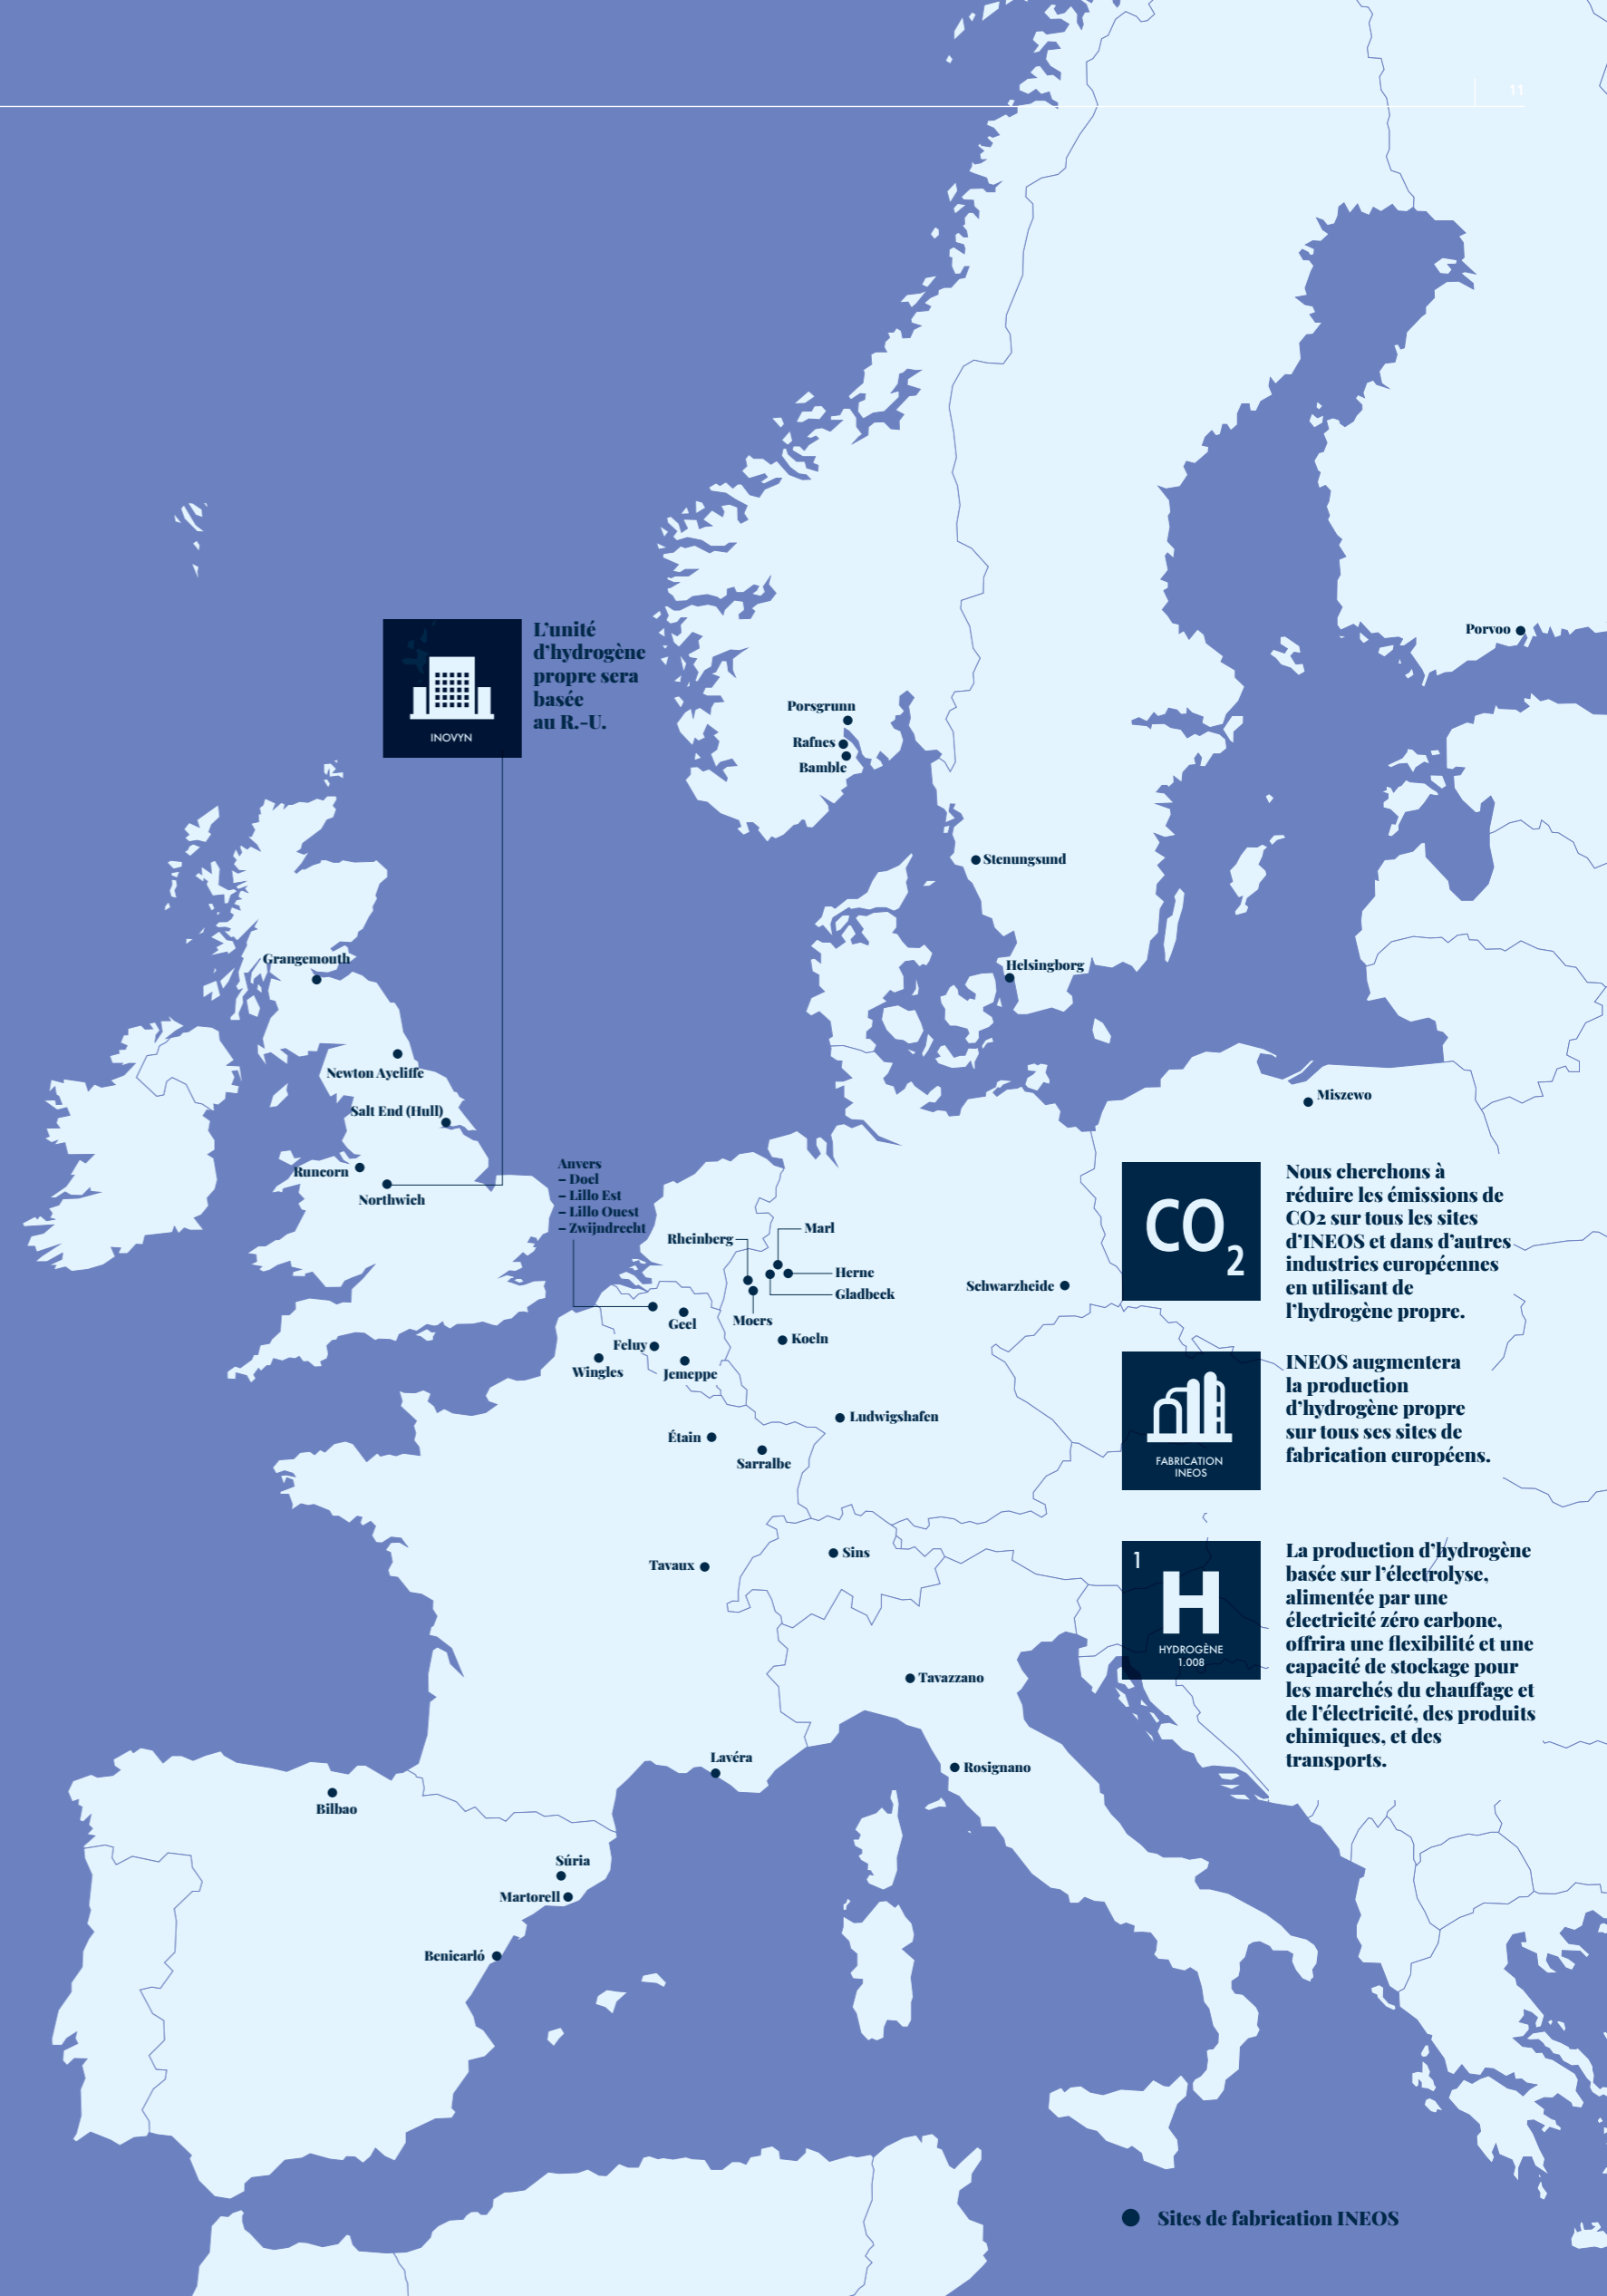 11
L’unité
d’hydrogène
propre sera
basée
au R.-U.
INOVYN
Porvoo
Porsgrunn
Rafnes
Bamble
Stenungsund
Helsingborg
Grangemouth
Newton Aycliffe
Salt End (Hull)
Runcorn
Northwich
Miszewo
Anvers
– Doel
– Lillo Est
– Lillo Ouest
– Zwijndrecht
Rheinberg
Marl
Herne
Gladbeck
Moers
Geel
Koeln
Feluy
Wingles
Jemeppe
Schwarzheide
Ludwigshafen
Étain
Sarralbe
Sins
Tavaux
Tavazzano
Lavéra
Rosignano
Bilbao
Súria
Martorell
Benicarló
CO2
Nous cherchons à
réduire les émissions de
CO2 sur tous les sites
d’INEOS et dans d’autres
industries européennes
en utilisant de
l’hydrogène propre.
FABRICATION
INEOS
INEOS augmentera
la production
d’hydrogène propre
sur tous ses sites de
fabrication européens.
1
H
HYDROGÈNE
1.008
La production d’hydrogène
basée sur l’électrolyse,
alimentée par une
électricité zéro carbone,
offrira une flexibilité et une
capacité de stockage pour
les marchés du chauffage et
de l’électricité, des produits
chimiques, et des
transports.
Sites de fabrication INEOS